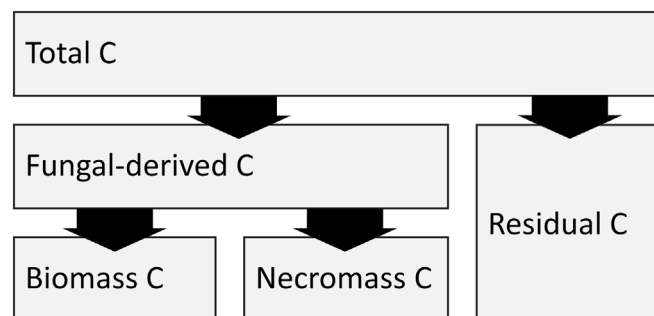 Total C
Fungal-derived C
Residual C
Biomass C
Necromass C